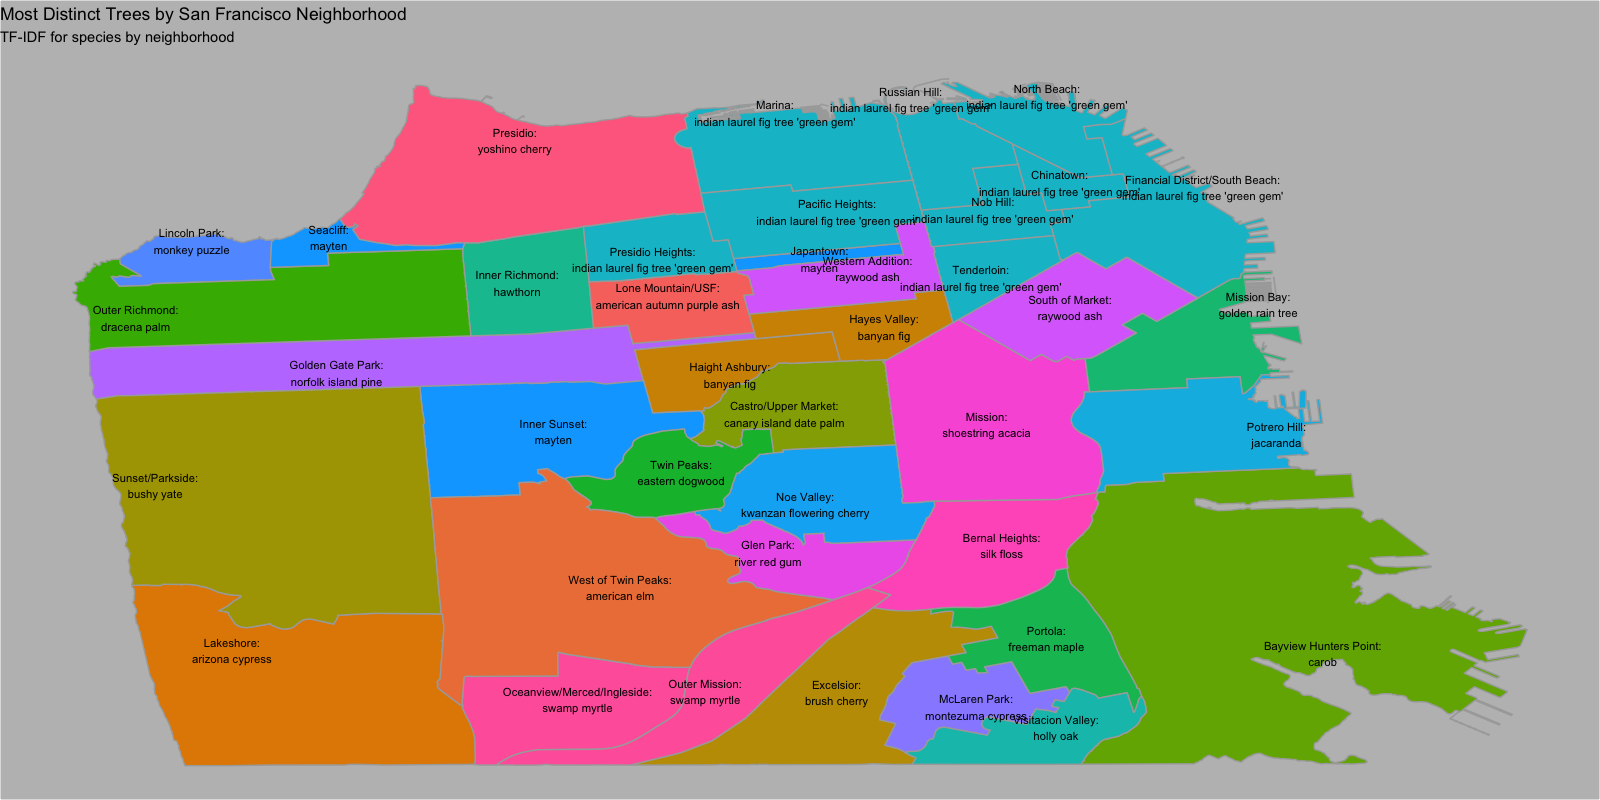 Most Distinct Trees by San Francisco Neighborhood
TF-IDF for species by neighborhood
Russian Hill:
indian laurel fig tree 'green gem'
North Beach:
indian laurel fig tree 'green gem'
Marina:
indian laurel fig tree 'green gem'
Presidio:
yoshino cherry
Chinatown:
indian laurel fig tree 'green gem'
Financial District/South Beach:
indian laurel fig tree 'green gem'
Pacific Heights:
indian laurel fig tree 'green gem'
Nob Hill:
indian laurel fig tree 'green gem'
Lincoln Park:
monkey puzzle
Seacliff:
mayten
Presidio Heights:
indian laurel fig tree 'green gem'
Japantown:
mayten
Western Addition:
raywood ash
Inner Richmond:
hawthorn
Tenderloin:
indian laurel fig tree 'green gem'
Lone Mountain/USF:
american autumn purple ash
South of Market:
raywood ash
Mission Bay:
golden rain tree
Outer Richmond:
dracena palm
Hayes Valley:
banyan fig
Golden Gate Park:
norfolk island pine
Haight Ashbury:
banyan fig
Castro/Upper Market:
canary island date palm
Mission:
shoestring acacia
Inner Sunset:
mayten
Potrero Hill:
jacaranda
Twin Peaks:
eastern dogwood
Sunset/Parkside:
bushy yate
Noe Valley:
kwanzan flowering cherry
Bernal Heights:
silk floss
Glen Park:
river red gum
West of Twin Peaks:
american elm
Portola:
freeman maple
Lakeshore:
arizona cypress
Bayview Hunters Point:
carob
Oceanview/Merced/Ingleside:
swamp myrtle
Outer Mission:
swamp myrtle
Excelsior:
brush cherry
McLaren Park:
montezuma cypress
Visitacion Valley:
holly oak